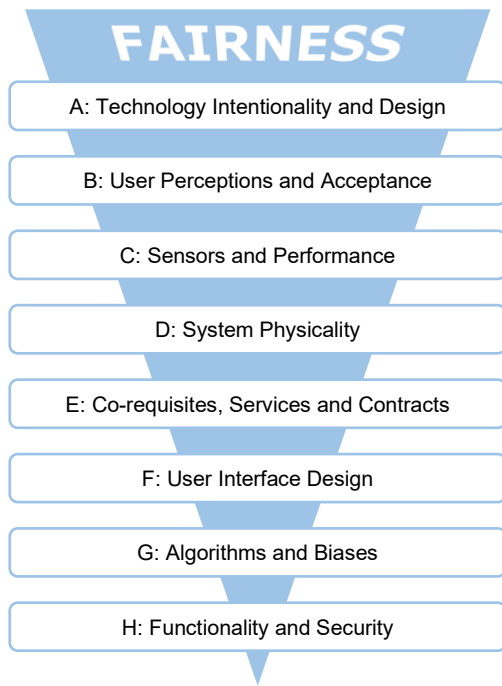 FAIRNESS
A: Technology Intentionality and Design
B: User Perceptions and Acceptance
C: Sensors and Performance
D: System Physicality
E: Co-requisites, Services and Contracts
F: User Interface Design
G: Algorithms and Biases
H: Functionality and Security